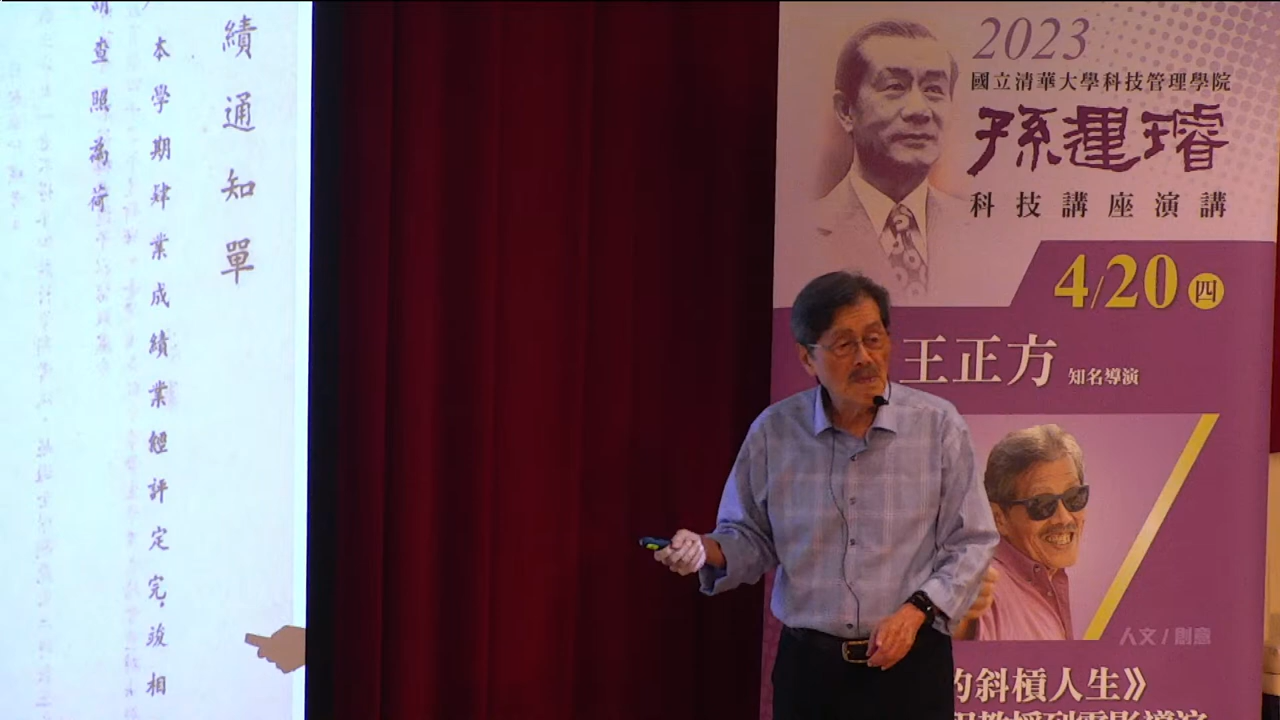 績通知單
本學期肄業成績業經評定完竣相
查照為荷
2023
國立清華大學科技管理學院
孫運璿
科技講座演講
4/20 四
王正方 知名導演
人文/創意
的斜槓人生》